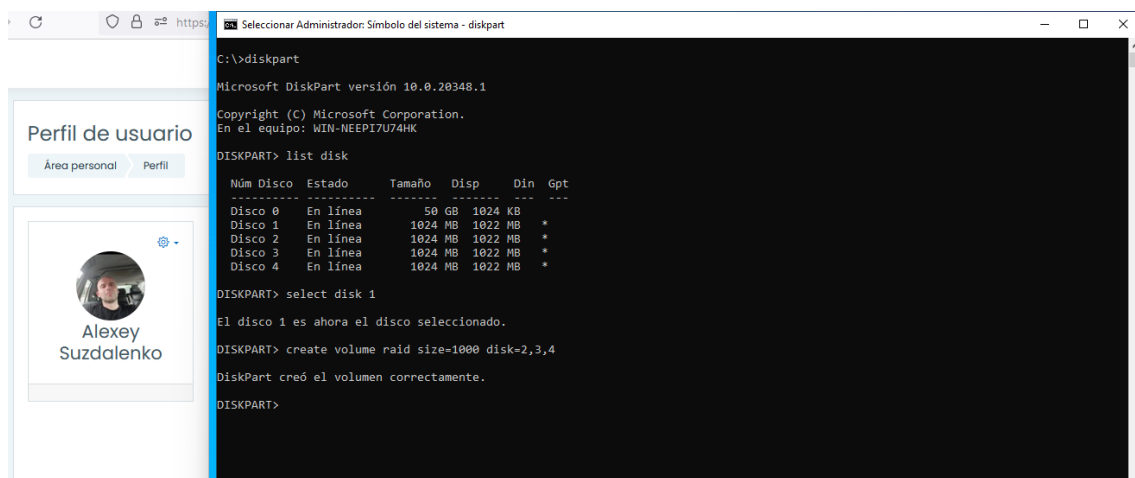 https:/
Perfil de usuario
Área personal Perfil
Alexey
Suzdalenko
Seleccionar Administrador: Símbolo del sistema - diskpart
C:\>diskpart
Microsoft DiskPart versión 10.0.20348.1
Copyright (C) Microsoft Corporation.
En el equipo: WIN-NEEPI7U74HK
DISKPART> list disk
Núm Disco  Estado      Tamaño   Disp     Din  Gpt
---------- ---------- ------- ------- --- ---
Disco 0    En línea      50 GB  1024 KB
Disco 1    En línea    1024 MB  1022 MB   *
Disco 2    En línea    1024 MB  1022 MB   *
Disco 3    En línea    1024 MB  1022 MB   *
Disco 4    En línea    1024 MB  1022 MB   *
DISKPART> select disk 1
El disco 1 es ahora el disco seleccionado.
DISKPART> create volume raid size=1000 disk=2,3,4
DiskPart creó el volumen correctamente.
DISKPART>